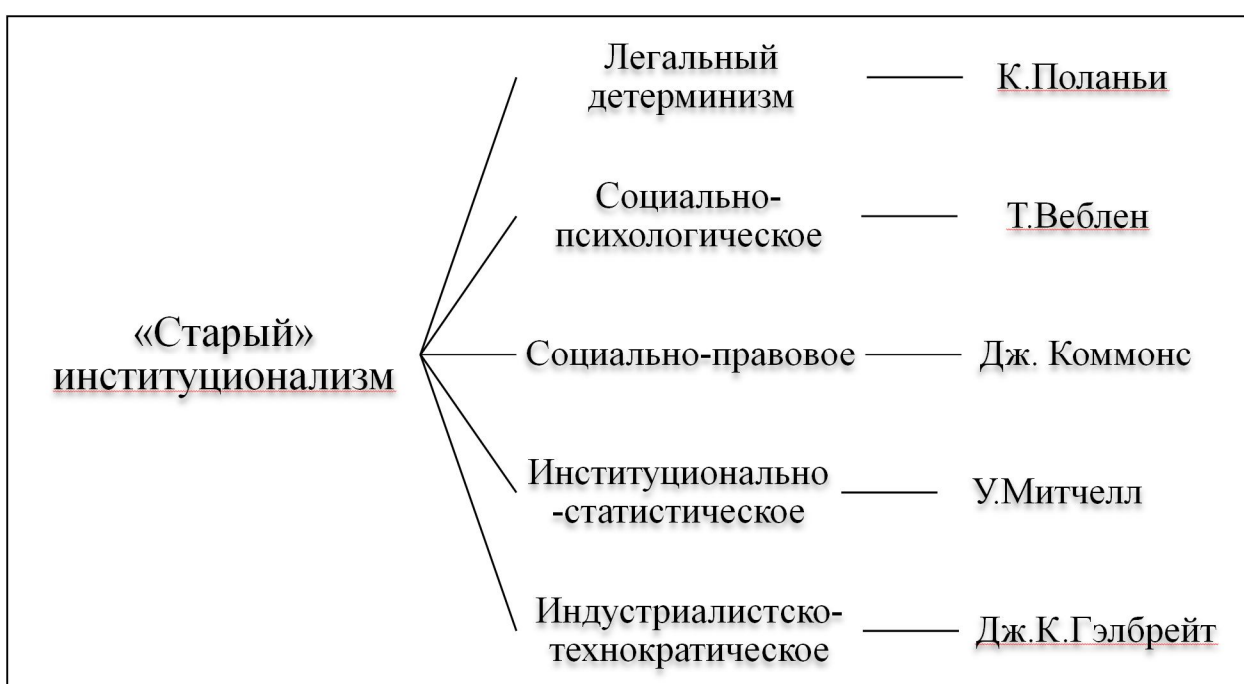 Легальный
детерминизм
К.Поланьи
Социально-
психологическое
Т.Веблен
«Старый»
институционализм
Социально-правовое
Дж. Коммонс
Институционально
-статистическое
У.Митчелл
Индустриалистско-
технократическое
Дж.К.Гэлбрейт